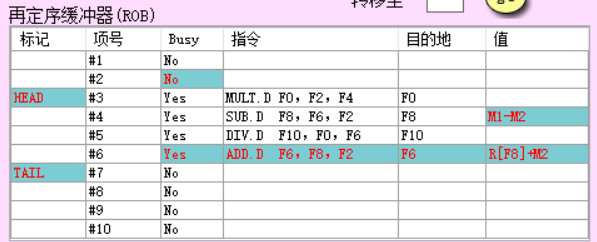 转移至
再定序缓冲器(ROB)
标记 项号 Busy 指令 目的地 值
#1 No
#2 No
HEAD #3 Yes MULT.D F0, F2, F4 F0
#4 Yes SUB.D F8, F6, F2 F8 M1-M2
#5 Yes DIV.D F10, F0, F6 F10
#6 Yes ADD.D F6, F8, F2 F6 R[F8]+M2
TAIL #7 No
#8 No
#9 No
#10 No